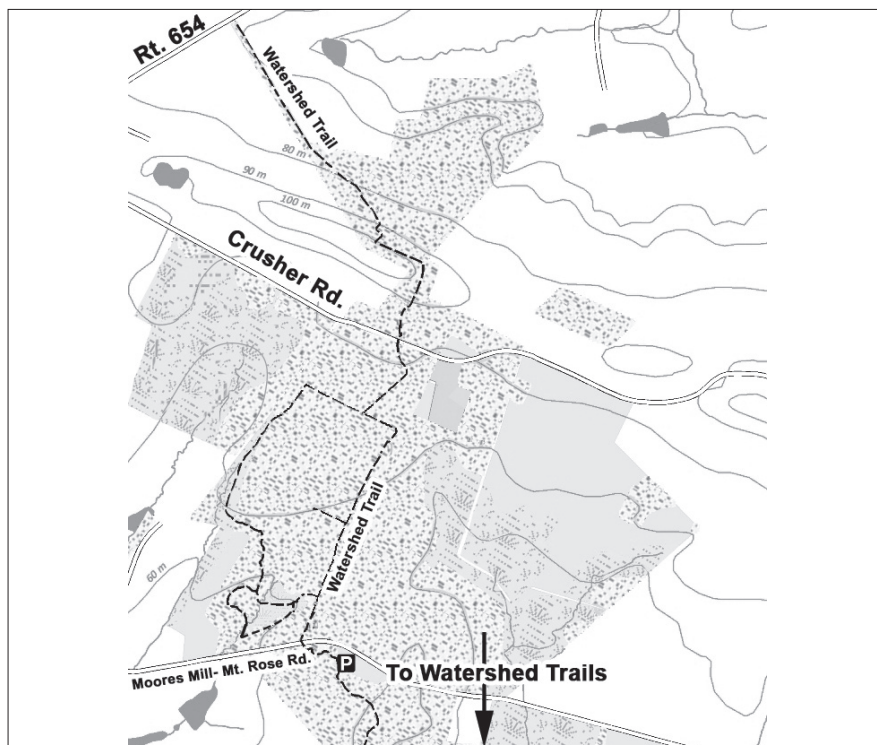 Rt. 654
Watershed Trail
80 m
90 m
100 m
Crusher Rd.
Watershed Trail
60 m
Moores Mill- Mt. Rose Rd.
P
To Watershed Trails